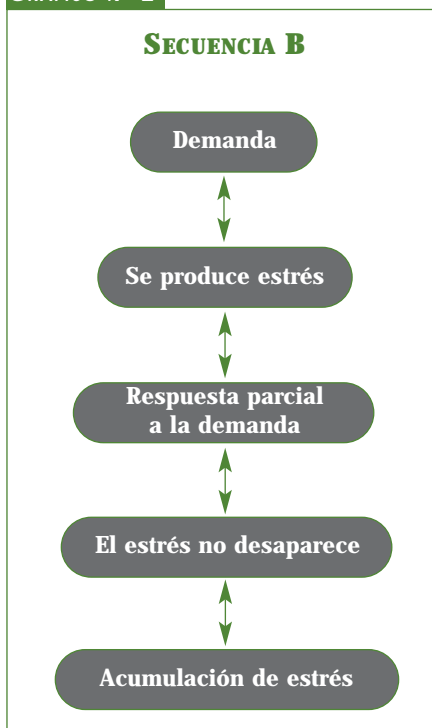 SECUENCIA B
Demanda
Se produce estrés
Respuesta parcial
a la demanda
El estrés no desaparece
Acumulación de estrés